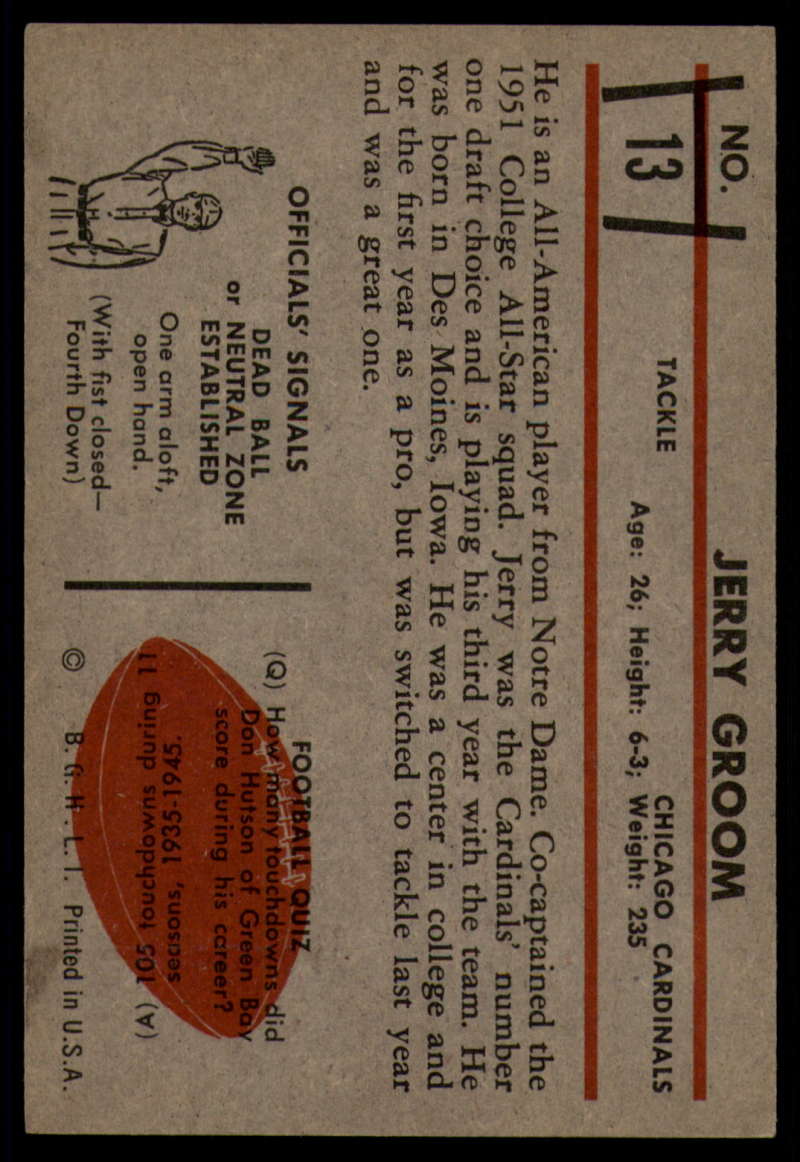 NO.
13
JERRY GROOM
TACKLE
CHICAGO CARDINALS
Age: 26; Height: 6-3; Weight: 235
He is an All-American player from Notre Dame. Co-captained the
1951 College All-Star squad. Jerry was the Cardinals' number
one draft choice and is playing his third year with the team. He
was born in Des Moines, Iowa. He was a center in college and
for the first year as a pro, but was switched to tackle last year
and was a great one.
OFFICIALS' SIGNALS
DEAD BALL
or NEUTRAL ZONE
ESTABLISHED
One arm aloft,
open hand.
(With fist closed—
Fourth Down)
FOOTBALL QUIZ
(Q) How many touchdowns did
Don Hutson of Green Bay
score during his career?
(A) 105 touchdowns during 11
seasons, 1935-1945.
© B. G. H. L. I. Printed in U.S.A.